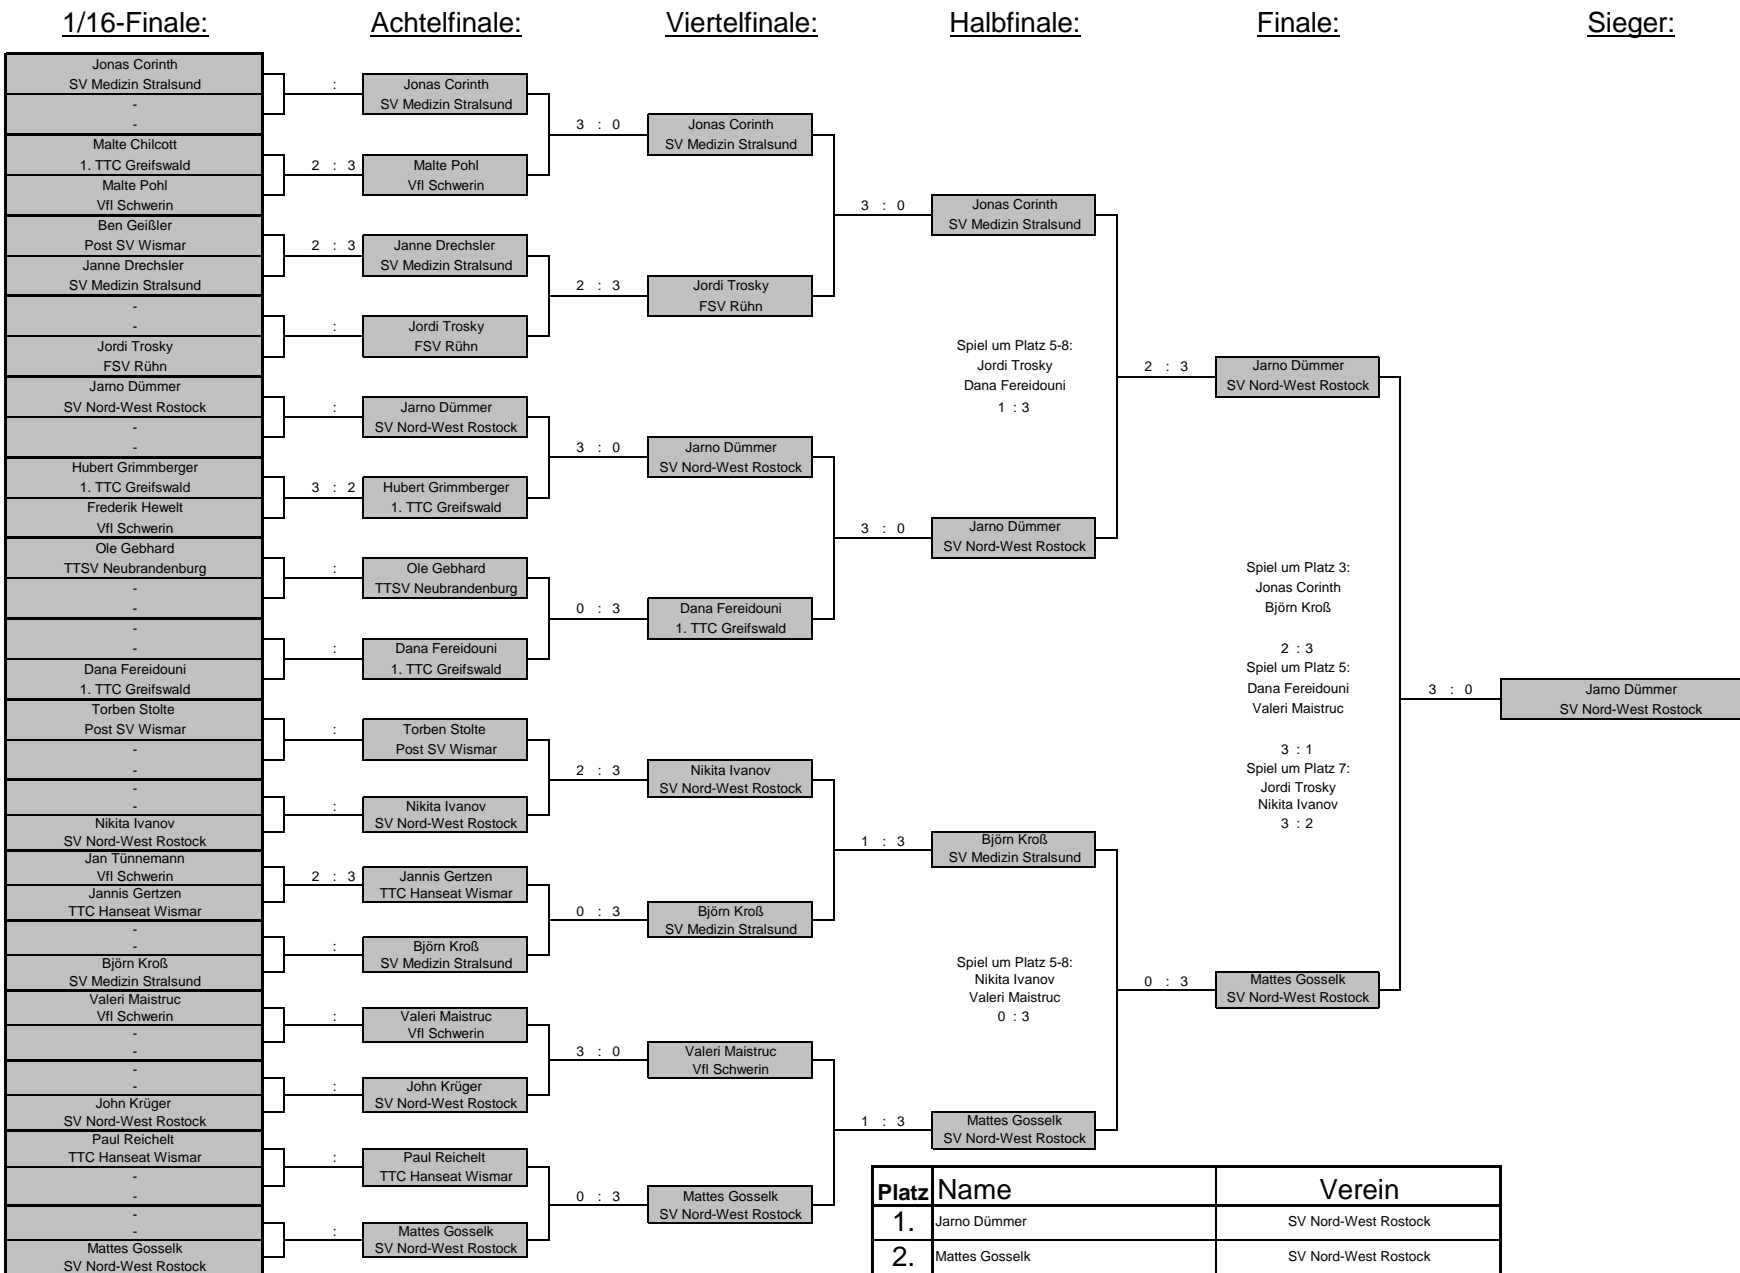 1/16-Finale:
Achtelfinale:
Viertelfinale:
Halbfinale:
Finale:
Sieger:
Jonas Corinth
SV Medizin Stralsund
-
-
Malte Chilcott
1. TTC Greifswald
Malte Pohl
Vfl Schwerin
Ben Geißler
Post SV Wismar
Janne Drechsler
SV Medizin Stralsund
-
-
Jordi Trosky
FSV Rühn
Jarno Dümmer
SV Nord-West Rostock
-
-
Hubert Grimmberger
1. TTC Greifswald
Frederik Hewelt
Vfl Schwerin
Ole Gebhard
TTSV Neubrandenburg
-
-
-
-
Dana Fereidouni
1. TTC Greifswald
Torben Stolte
Post SV Wismar
-
-
-
-
Nikita Ivanov
SV Nord-West Rostock
Jan Tünnemann
Vfl Schwerin
Jannis Gertzen
TTC Hanseat Wismar
-
-
Björn Kroß
SV Medizin Stralsund
Valeri Maistruc
Vfl Schwerin
-
-
-
-
John Krüger
SV Nord-West Rostock
Paul Reichelt
TTC Hanseat Wismar
-
-
-
-
Mattes Gosselk
SV Nord-West Rostock
:
2 : 3
2 : 3
:
:
3 : 2
:
:
:
:
2 : 3
:
:
:
:
:
Jonas Corinth
SV Medizin Stralsund
Malte Pohl
Vfl Schwerin
Janne Drechsler
SV Medizin Stralsund
Jordi Trosky
FSV Rühn
Jarno Dümmer
SV Nord-West Rostock
Hubert Grimmberger
1. TTC Greifswald
Ole Gebhard
TTSV Neubrandenburg
Dana Fereidouni
1. TTC Greifswald
Torben Stolte
Post SV Wismar
Nikita Ivanov
SV Nord-West Rostock
Jannis Gertzen
TTC Hanseat Wismar
Björn Kroß
SV Medizin Stralsund
Valeri Maistruc
Vfl Schwerin
John Krüger
SV Nord-West Rostock
Paul Reichelt
TTC Hanseat Wismar
Mattes Gosselk
SV Nord-West Rostock
3 : 0
2 : 3
3 : 0
0 : 3
2 : 3
0 : 3
3 : 0
0 : 3
Jonas Corinth
SV Medizin Stralsund
Jordi Trosky
FSV Rühn
Jarno Dümmer
SV Nord-West Rostock
Dana Fereidouni
1. TTC Greifswald
Nikita Ivanov
SV Nord-West Rostock
Björn Kroß
SV Medizin Stralsund
Valeri Maistruc
Vfl Schwerin
Mattes Gosselk
SV Nord-West Rostock
3 : 0
3 : 0
1 : 3
1 : 3
Jonas Corinth
SV Medizin Stralsund
Spiel um Platz 5-8:
Jordi Trosky
Dana Fereidouni
1 : 3
Jarno Dümmer
SV Nord-West Rostock
Björn Kroß
SV Medizin Stralsund
Spiel um Platz 5-8:
Nikita Ivanov
Valeri Maistruc
0 : 3
Mattes Gosselk
SV Nord-West Rostock
2 : 3
0 : 3
Jarno Dümmer
SV Nord-West Rostock
Spiel um Platz 3:
Jonas Corinth
Björn Kroß
2 : 3
Spiel um Platz 5:
Dana Fereidouni
Valeri Maistruc
3 : 1
Spiel um Platz 7:
Jordi Trosky
Nikita Ivanov
3 : 2
Mattes Gosselk
SV Nord-West Rostock
3 : 0
Jarno Dümmer
SV Nord-West Rostock
Platz Name Verein
1. Jarno Dümmer SV Nord-West Rostock
2. Mattes Gosselk SV Nord-West Rostock